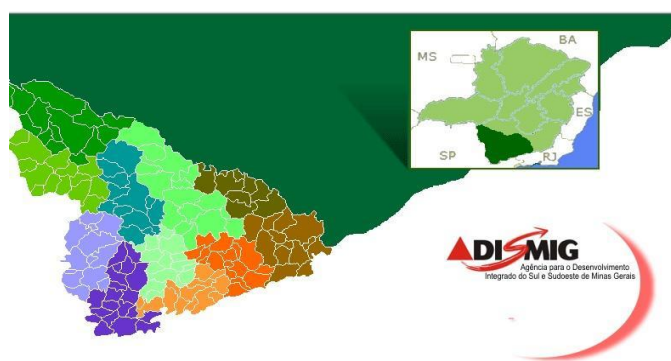 BA
MS
ES
SP
RJ
ADISMIG
Agência para o Desenvolvimento
Integrado do Sul e Sudoeste de Minas Gerais